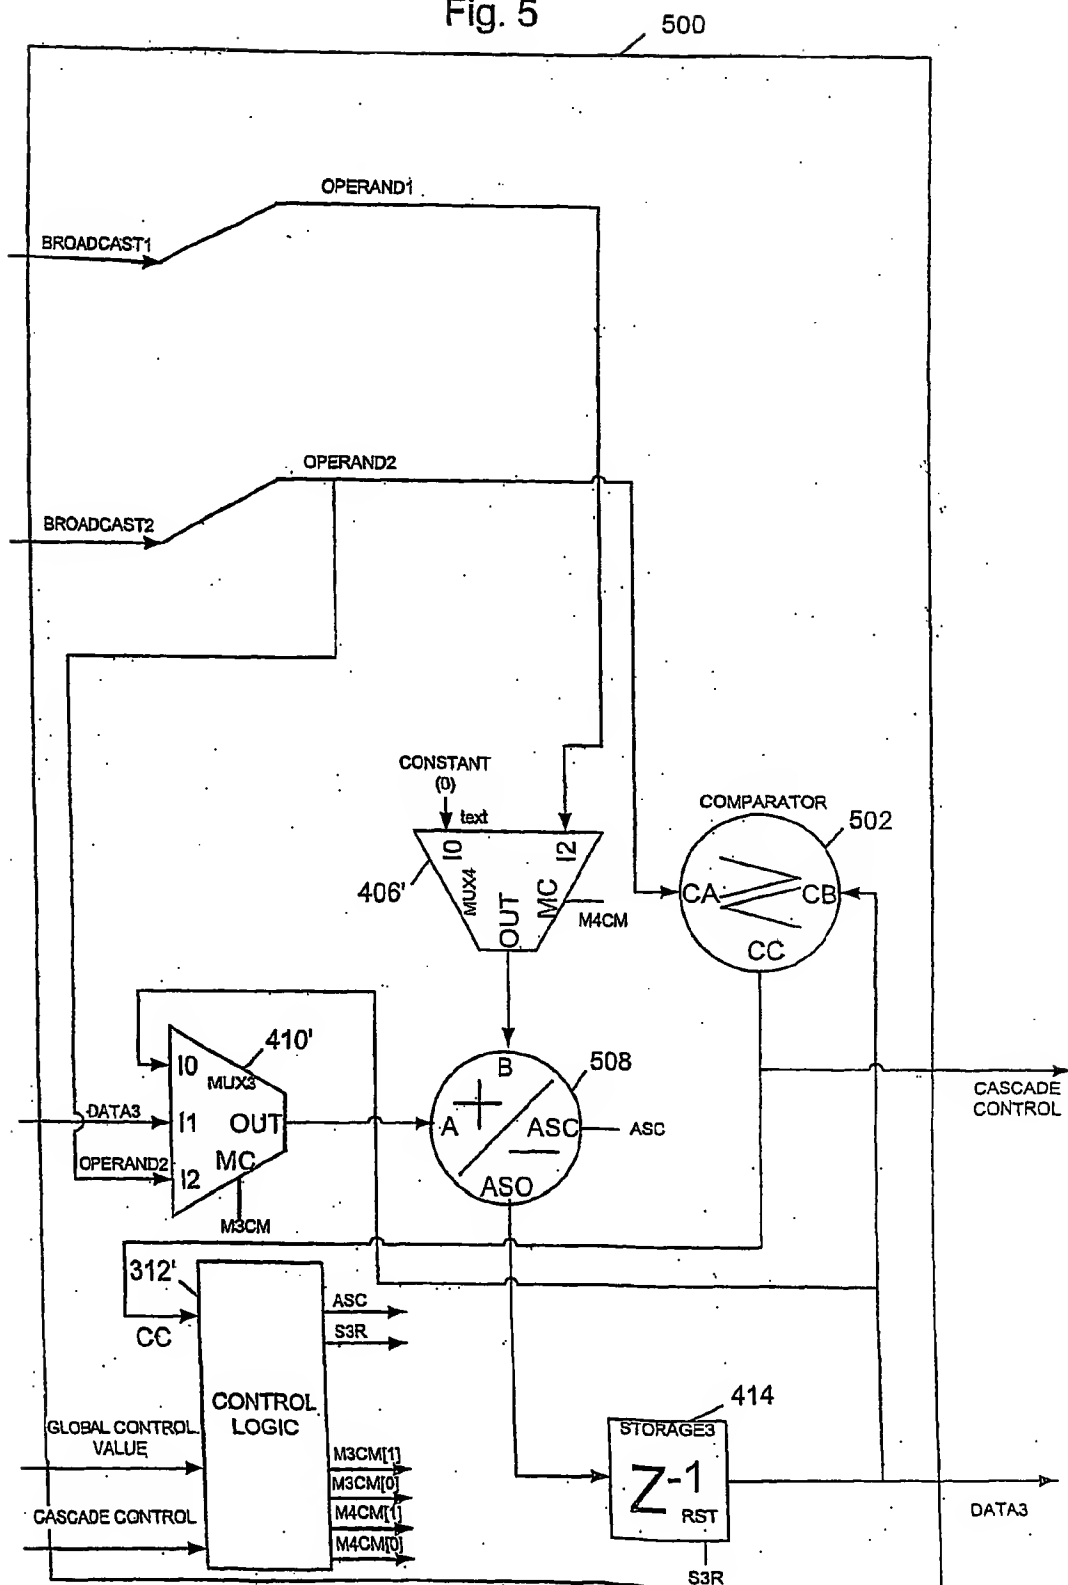 Fig. 5
500
OPERAND1
BROADCAST1
OPERAND2
BROADCAST2
CONSTANT
(0)
text
I0
I2
MUX4
MC
OUT
406'
M4CM
COMPARATOR
502
CA
CB
CC
410'
I0
MUX3
DATA3
I1
OUT
OPERAND2
I2
MC
M3CM
B
508
A
+
ASC
ASC
ASO
CASCADE
CONTROL
312'
CC
ASC
S3R
CONTROL
LOGIC
GLOBAL CONTROL
VALUE
M3CM[1]
M3CM[0]
CASCADE CONTROL
M4CM[1]
M4CM[0]
414
STORAGE3
Z-1
RST
S3R
DATA3